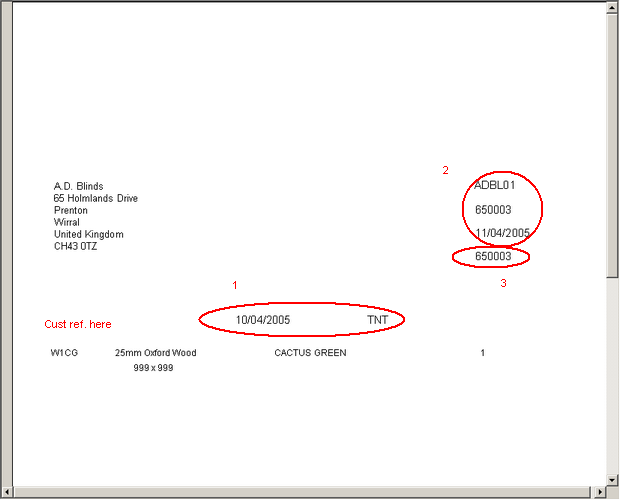 2
ADBL01
A.D. Blinds
65 Holmlands Drive
Prenton
650003
Wirral
United Kingdom
11/04/2005
CH43 0TZ
650003
1
3
10/04/2005 TNT
Cust ref. here
W1CG 25mm Oxford Wood CACTUS GREEN 1
999 x 999